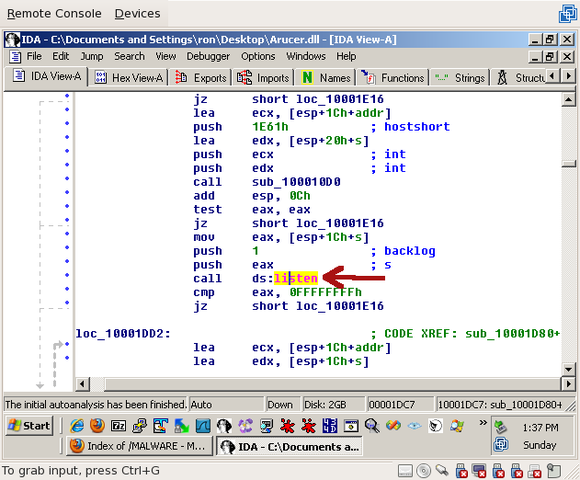 Remote Console Devices
IDA - C:\Documents and Settings\ron\Desktop\Arucer.dll - [IDA View-A]
File Edit Jump Search View Debugger Options Windows Help
IDA View-A Hex View-A Exports Imports N Names Functions Strings Structu
jz short loc_10001E16
lea ecx, [esp+1Ch+addr]
push 1E61h ; hostshort
lea edx, [esp+20h+s]
push ecx ; int
push edx ; int
call sub_100010D0
add esp, 0Ch
test eax, eax
jz short loc_10001E16
mov eax, [esp+1Ch+s]
push 1 ; backlog
push eax ; s
call ds:listen
cmp eax, 0FFFFFFFFh
jz short loc_10001E16
loc_10001DD2: ; CODE XREF: sub_10001D80+
lea ecx, [esp+1Ch+addr]
lea edx, [esp+1Ch+s]
The initial autoanalysis has been finished. Auto Down Disk: 2GB 00001DC7 10001DC7: sub_10001D80+
Start 1:37 PM
Index of /MALWARE - M... IDA - C:\Documents a... Sunday
To grab input, press Ctrl+G